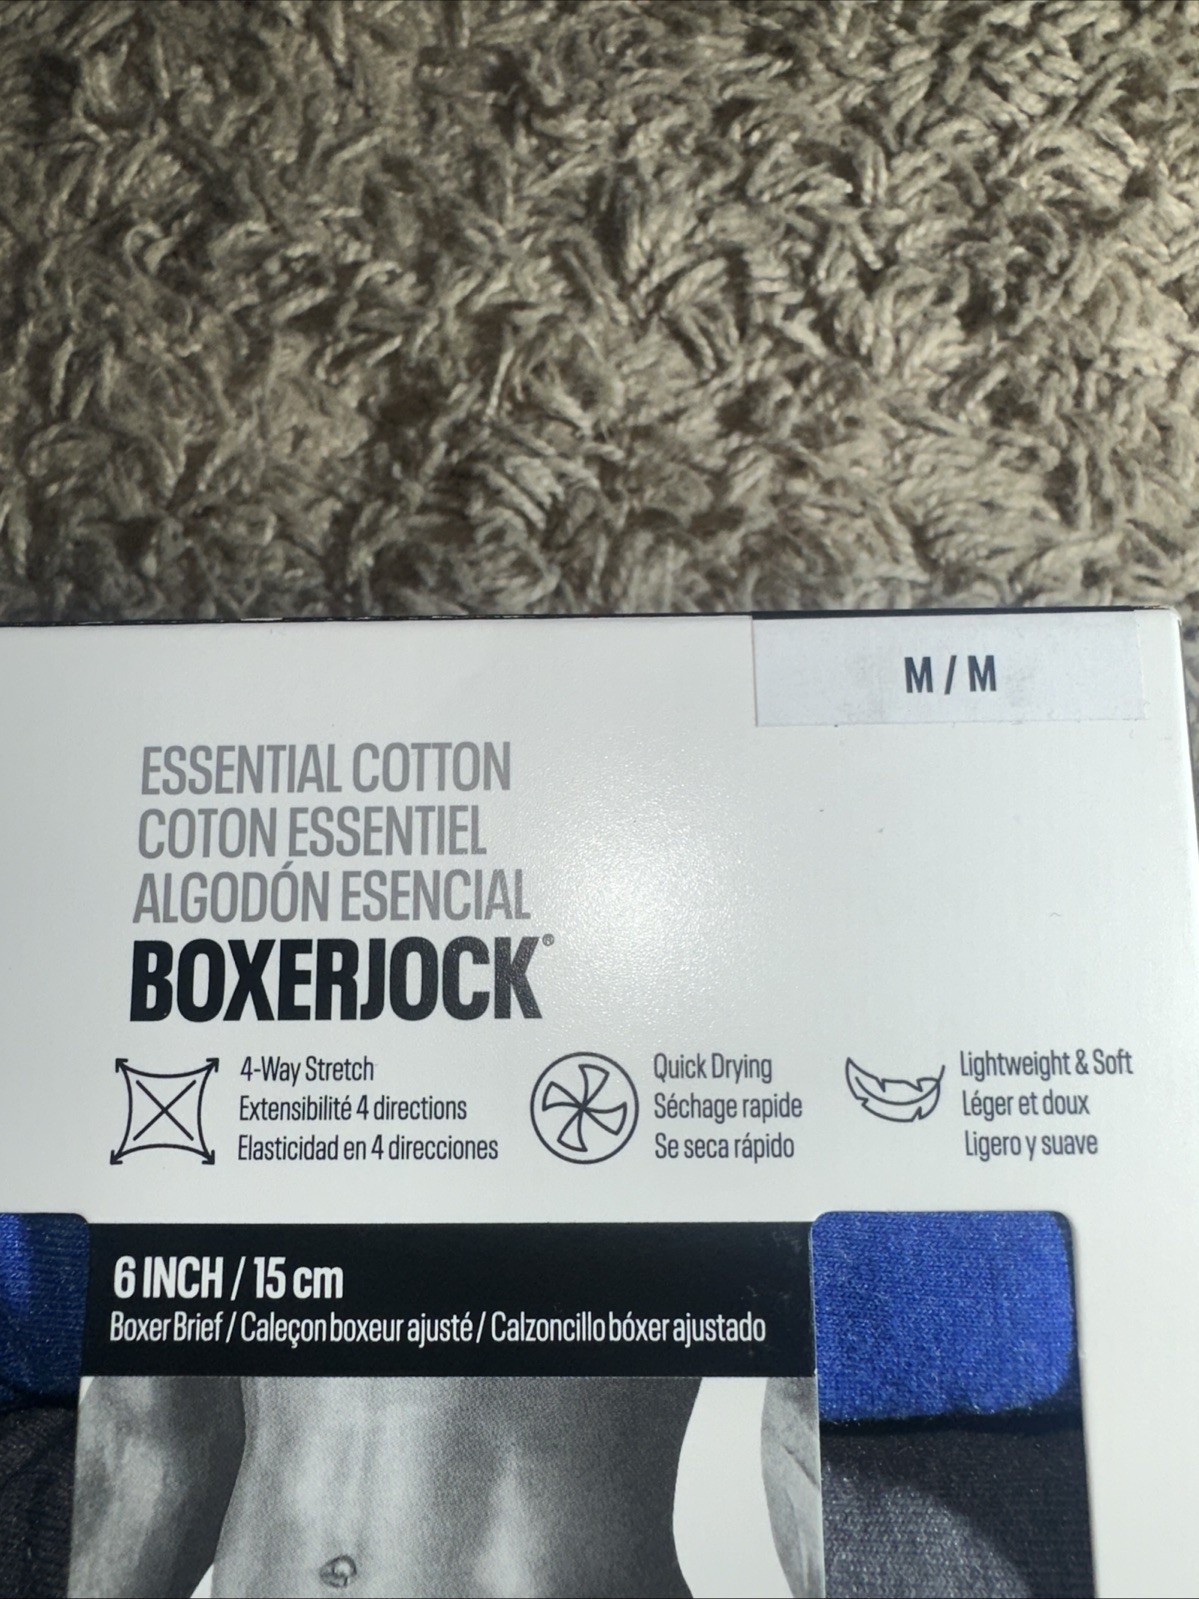 M / M
ESSENTIAL COTTON
COTON ESSENTIEL
ALGODÓN ESENCIAL
BOXERJOCK®
4-Way Stretch
Extensibilité 4 directions
Elasticidad en 4 direcciones
Quick Drying
Séchage rapide
Se seca rápido
Lightweight & Soft
Léger et doux
Ligero y suave
6 INCH / 15 cm
Boxer Brief / Caleçon boxeur ajusté / Calzoncillo bóxer ajustado